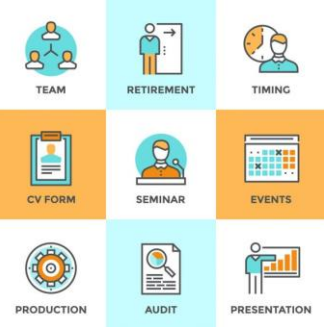 TEAM
RETIREMENT
TIMING
CV FORM
SEMINAR
EVENTS
PRODUCTION
AUDIT
PRESENTATION